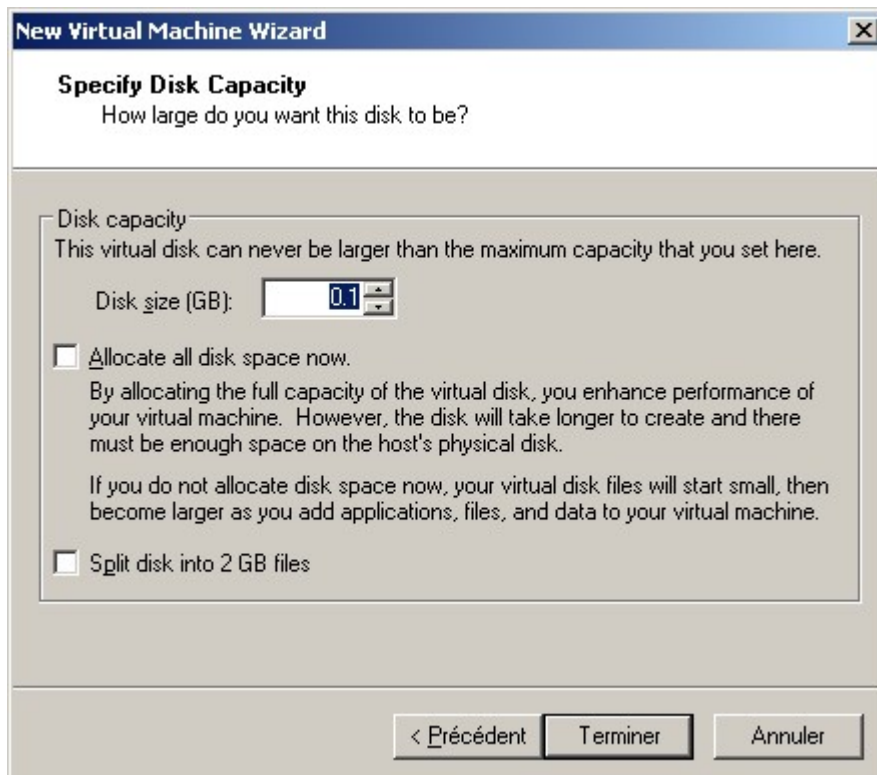 New Virtual Machine Wizard
Specify Disk Capacity
How large do you want this disk to be?
Disk capacity
This virtual disk can never be larger than the maximum capacity that you set here.
Disk size (GB): 0.1
Allocate all disk space now.
By allocating the full capacity of the virtual disk, you enhance performance of
your virtual machine. However, the disk will take longer to create and there
must be enough space on the host's physical disk.
If you do not allocate disk space now, your virtual disk files will start small, then
become larger as you add applications, files, and data to your virtual machine.
Split disk into 2 GB files
< Précédent Terminer Annuler